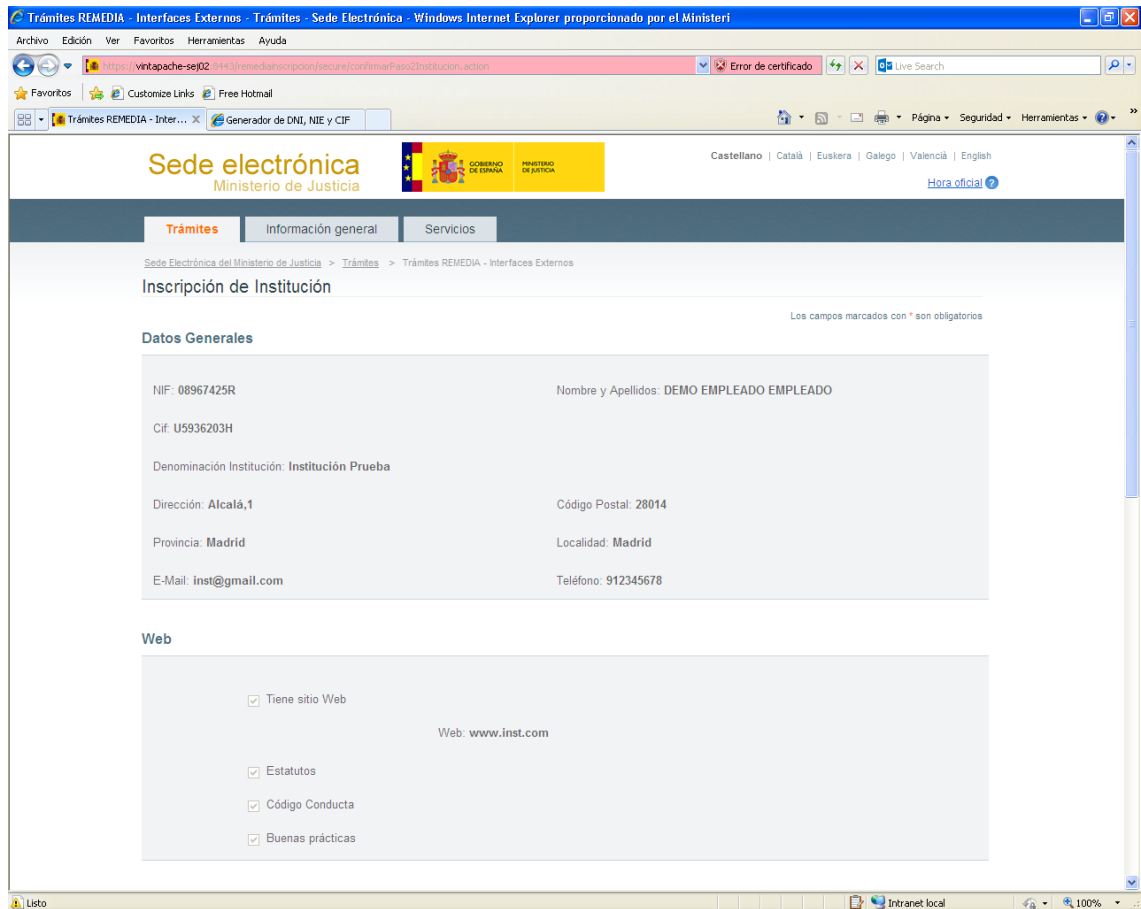 Trámites REMEDIA - Interfaces Externos - Trámites - Sede Electrónica - Windows Internet Explorer proporcionado por el Ministeri
Archivo Edición Ver Favoritos Herramientas Ayuda
https://vintapache-sej02:8443/remediainscripcion/secure/confirmarPaso2Institucion.action Error de certificado Live Search
Favoritos Customize Links Free Hotmail
Trámites REMEDIA - Inter... Generador de DNI, NIE y CIF Página Seguridad Herramientas
Sede electrónica
Ministerio de Justicia
GOBIERNO DE ESPAÑA
MINISTERIO DE JUSTICIA
Castellano | Català | Euskera | Galego | Valencià | English
Hora oficial ?
Trámites Información general Servicios
Sede Electrónica del Ministerio de Justicia > Trámites > Trámites REMEDIA - Interfaces Externos
Inscripción de Institución
Los campos marcados con * son obligatorios
Datos Generales
NIF: 08967425R Nombre y Apellidos: DEMO EMPLEADO EMPLEADO
Cif: U5936203H
Denominación Institución: Institución Prueba
Dirección: Alcalá,1 Código Postal: 28014
Provincia: Madrid Localidad: Madrid
E-Mail: inst@gmail.com Teléfono: 912345678
Web
Tiene sitio Web
Web: www.inst.com
Estatutos
Código Conducta
Buenas prácticas
Listo Intranet local 100%